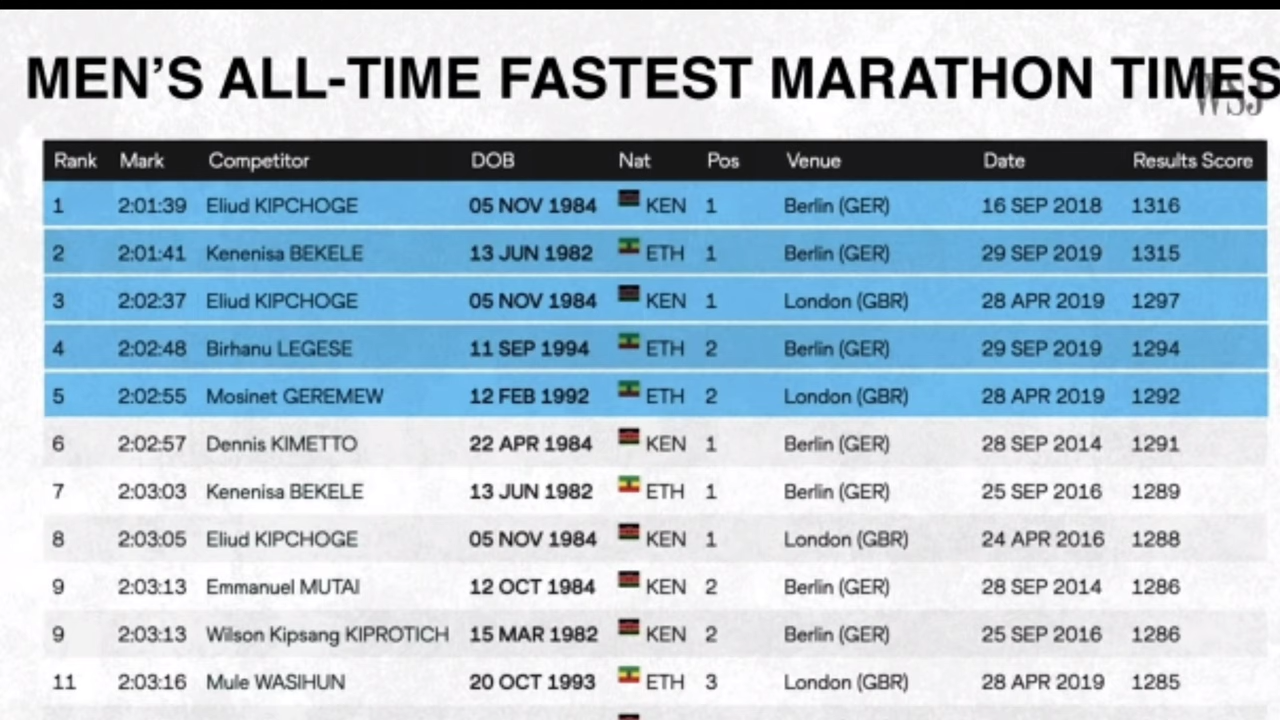 MEN'S ALL-TIME FASTEST MARATHON TIMES
WSJ
Rank Mark Competitor DOB Nat Pos Venue Date Results Score
1 2:01:39 Eliud KIPCHOGE 05 NOV 1984 KEN 1 Berlin (GER) 16 SEP 2018 1316
2 2:01:41 Kenenisa BEKELE 13 JUN 1982 ETH 1 Berlin (GER) 29 SEP 2019 1315
3 2:02:37 Eliud KIPCHOGE 05 NOV 1984 KEN 1 London (GBR) 28 APR 2019 1297
4 2:02:48 Birhanu LEGESE 11 SEP 1994 ETH 2 Berlin (GER) 29 SEP 2019 1294
5 2:02:55 Mosinet GEREMEW 12 FEB 1992 ETH 2 London (GBR) 28 APR 2019 1292
6 2:02:57 Dennis KIMETTO 22 APR 1984 KEN 1 Berlin (GER) 28 SEP 2014 1291
7 2:03:03 Kenenisa BEKELE 13 JUN 1982 ETH 1 Berlin (GER) 25 SEP 2016 1289
8 2:03:05 Eliud KIPCHOGE 05 NOV 1984 KEN 1 London (GBR) 24 APR 2016 1288
9 2:03:13 Emmanuel MUTAI 12 OCT 1984 KEN 2 Berlin (GER) 28 SEP 2014 1286
9 2:03:13 Wilson Kipsang KIPROTICH 15 MAR 1982 KEN 2 Berlin (GER) 25 SEP 2016 1286
11 2:03:16 Mule WASIHUN 20 OCT 1993 ETH 3 London (GBR) 28 APR 2019 1285